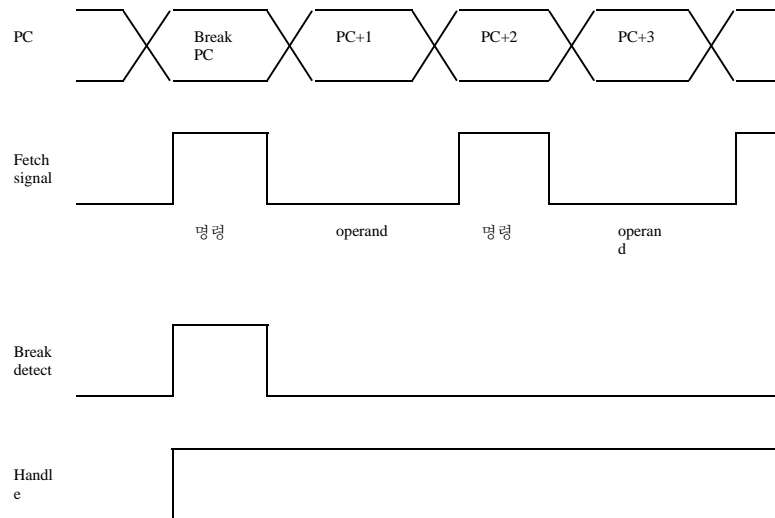 PC
Break
PC
PC+1
PC+2
PC+3
Fetch
signal
명령
operand
명령
operan
d
Break
detect
Handl
e